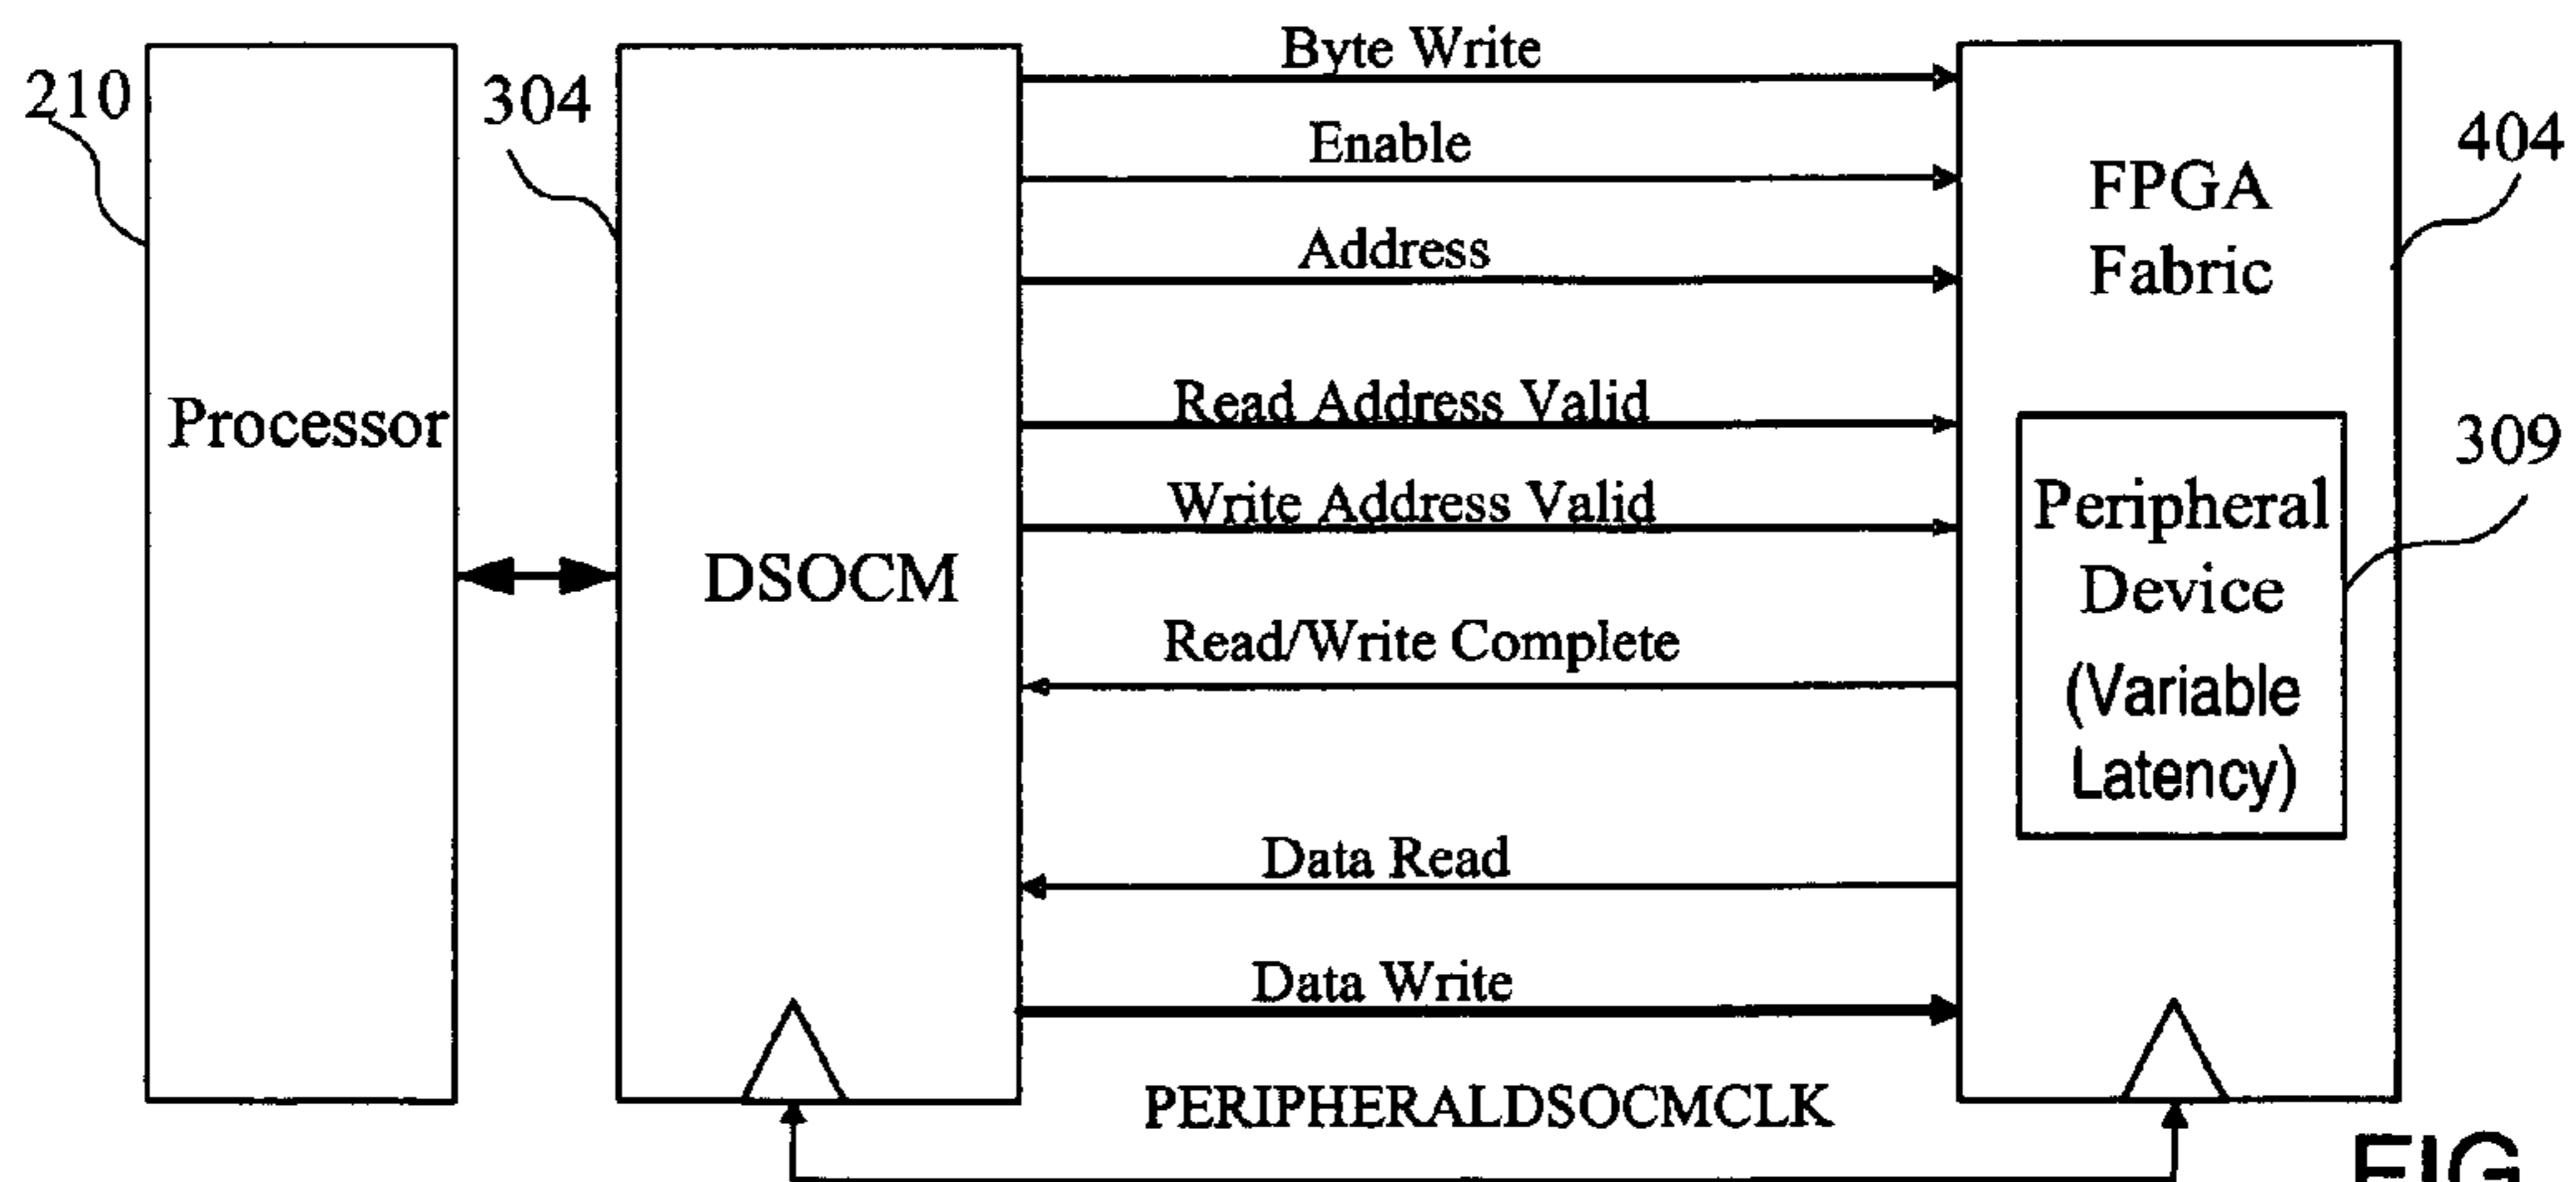 210
Processor
304
DSOCM
Byte Write
Enable
Address
Read Address Valid
Write Address Valid
Read/Write Complete
Data Read
Data Write
PERIPHERALDSOCMCLK
FPGA
Fabric
404
Peripheral
Device
(Variable
Latency)
309
FIG